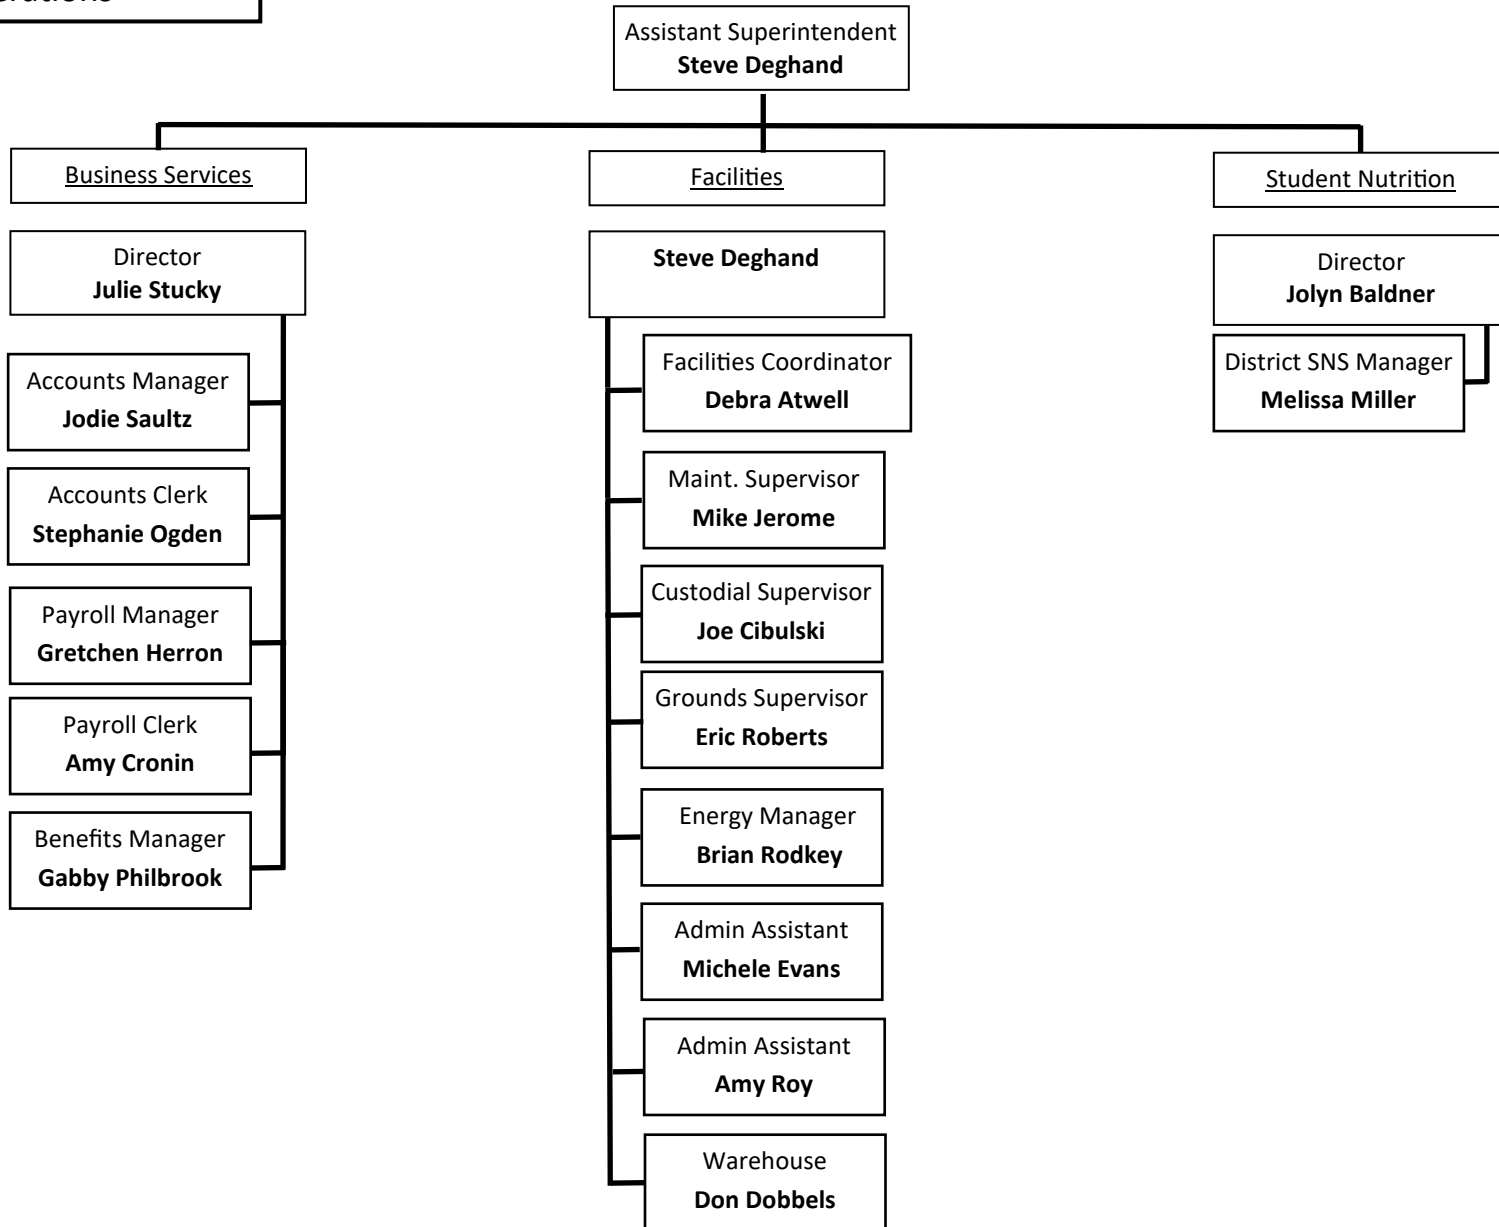 Assistant Superintendent
Steve Deghand
Business Services
Director
Julie Stucky
Accounts Manager
Jodie Saultz
Accounts Clerk
Stephanie Ogden
Payroll Manager
Gretchen Herron
Payroll Clerk
Amy Cronin
Benefits Manager
Gabby Philbrook
Facilities
Steve Deghand
Facilities Coordinator
Debra Atwell
Maint. Supervisor
Mike Jerome
Custodial Supervisor
Joe Cibulski
Grounds Supervisor
Eric Roberts
Energy Manager
Brian Rodkey
Admin Assistant
Michele Evans
Admin Assistant
Amy Roy
Warehouse
Don Dobbels
Student Nutrition
Director
Jolyn Baldner
District SNS Manager
Melissa Miller